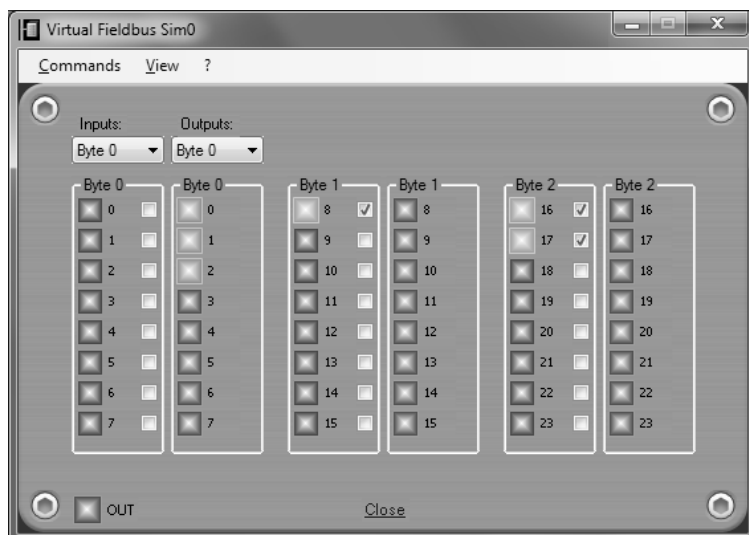 Virtual Fieldbus Sim0
Commands View ?
Inputs: Outputs:
Byte 0 Byte 0
Byte 0 Byte 0 Byte 1 Byte 1 Byte 2 Byte 2
0 0 8 8 16 16
1 1 9 9 17 17
2 2 10 10 18 18
3 3 11 11 19 19
4 4 12 12 20 20
5 5 13 13 21 21
6 6 14 14 22 22
7 7 15 15 23 23
OUT Close